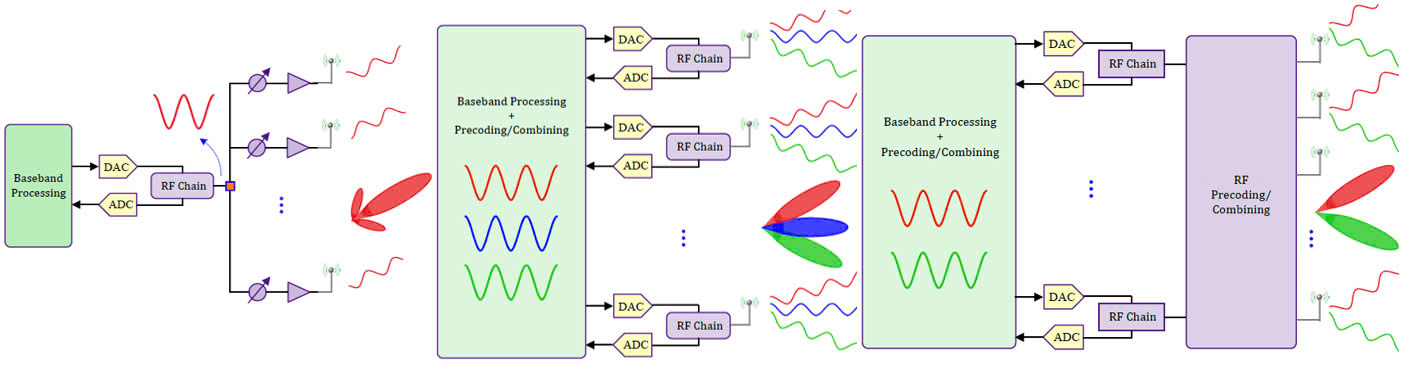 Baseband
Processing
DAC
ADC
RF Chain
Baseband Processing
+
Precoding/Combining
DAC
ADC
RF Chain
DAC
ADC
RF Chain
DAC
ADC
RF Chain
Baseband Processing
+
Precoding/Combining
DAC
ADC
RF Chain
DAC
ADC
RF Chain
RF
Precoding/
Combining